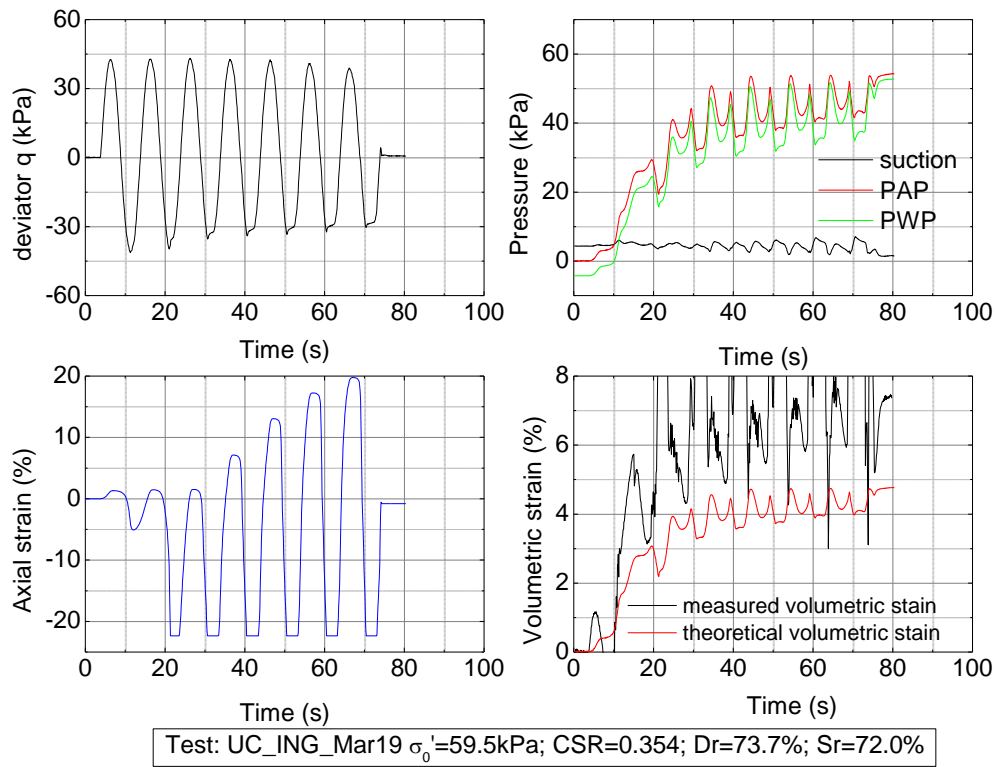 60
30
0
-30
-60
deviator q (kPa)
0 20 40 60 80 100
Time (s)
60
40
20
0
Pressure (kPa)
suction
PAP
PWP
0 20 40 60 80 100
Time (s)
20
10
0
-10
-20
Axial strain (%)
0 20 40 60 80 100
Time (s)
8
6
4
2
0
Volumetric strain (%)
measured volumetric stain
theoretical volumetric stain
0 20 40 60 80 100
Time (s)
Test: UC_ING_Mar19 σ0'=59.5kPa; CSR=0.354; Dr=73.7%; Sr=72.0%